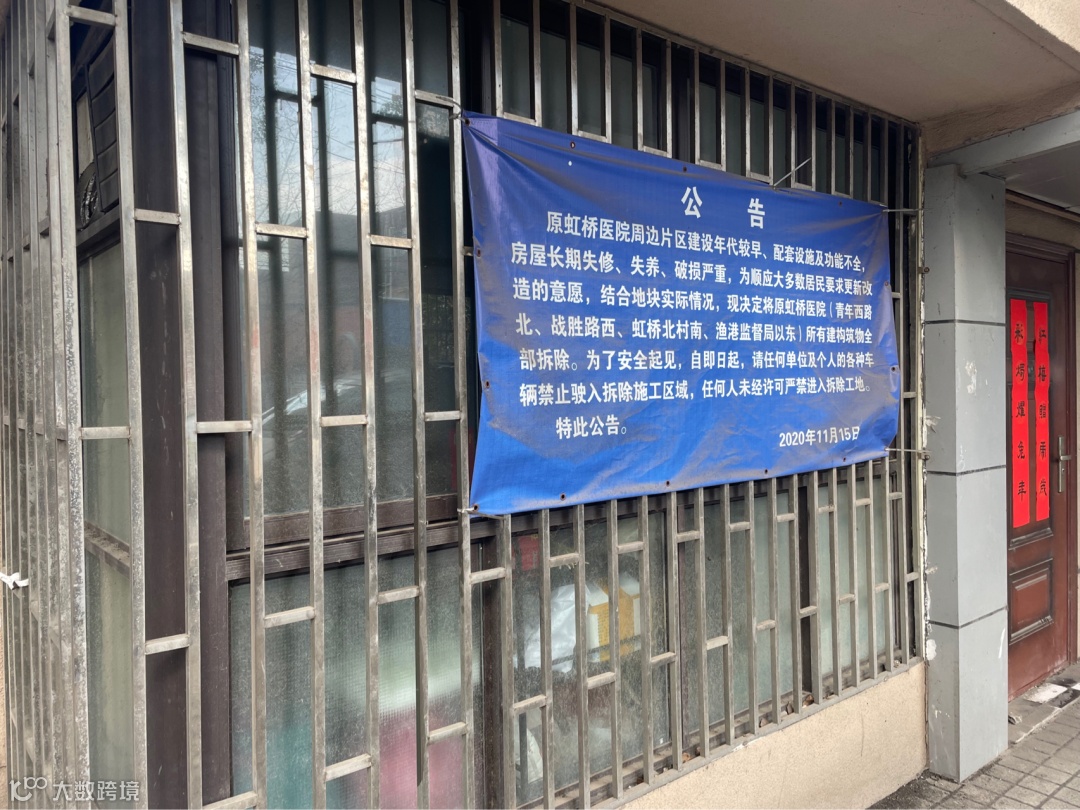 公告
原虹桥医院周边片区建设年代较早、配套设施及功能不全，
房屋长期失修、失养、破损严重，为顺应大多数居民要求更新改
造的意愿，结合地块实际情况，现决定将原虹桥医院（青年西路
北、战胜路西、虹桥北村南、渔港监督局以东）所有建构筑物全
部拆除。为了安全起见，自即日起，请任何单位及个人的各种车
辆禁止驶入拆除施工区域，任何人未经许可严禁进入拆除工地。
特此公告。
2020年11月15日
大数跨境